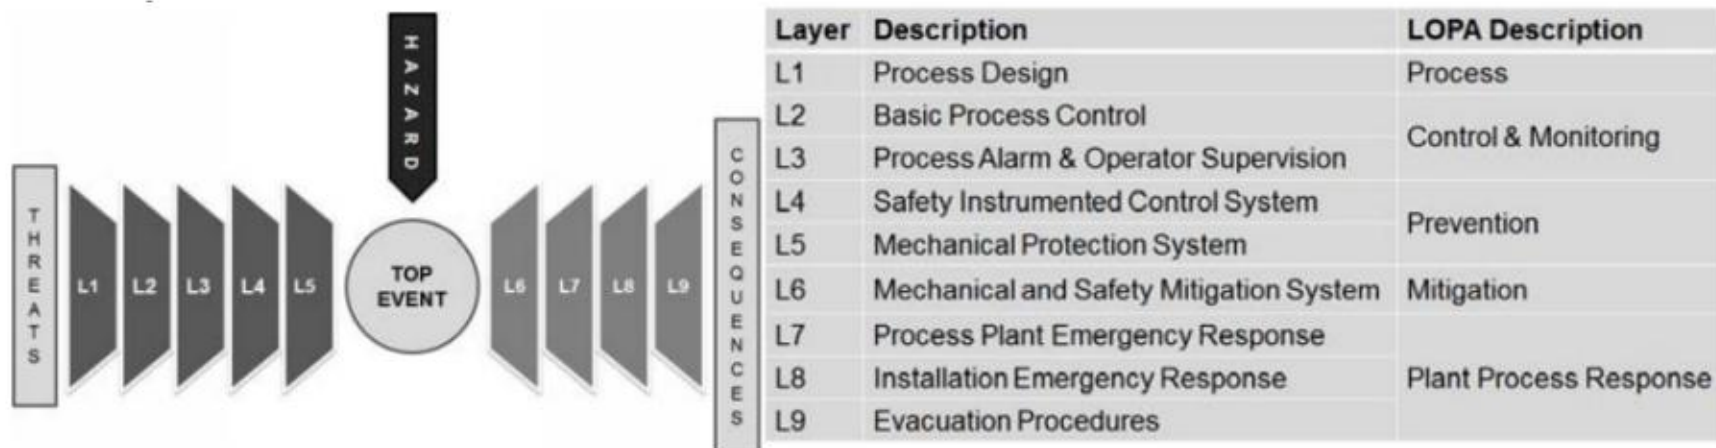 HAZARD
THREATS
L1 L2 L3 L4 L5
TOP
EVENT
L6 L7 L8 L9
CONSEQUENCES
Layer Description LOPA Description
L1 Process Design Process
L2 Basic Process Control
Control & Monitoring
L3 Process Alarm & Operator Supervision
L4 Safety Instrumented Control System
Prevention
L5 Mechanical Protection System
L6 Mechanical and Safety Mitigation System Mitigation
L7 Process Plant Emergency Response
L8 Installation Emergency Response Plant Process Response
L9 Evacuation Procedures